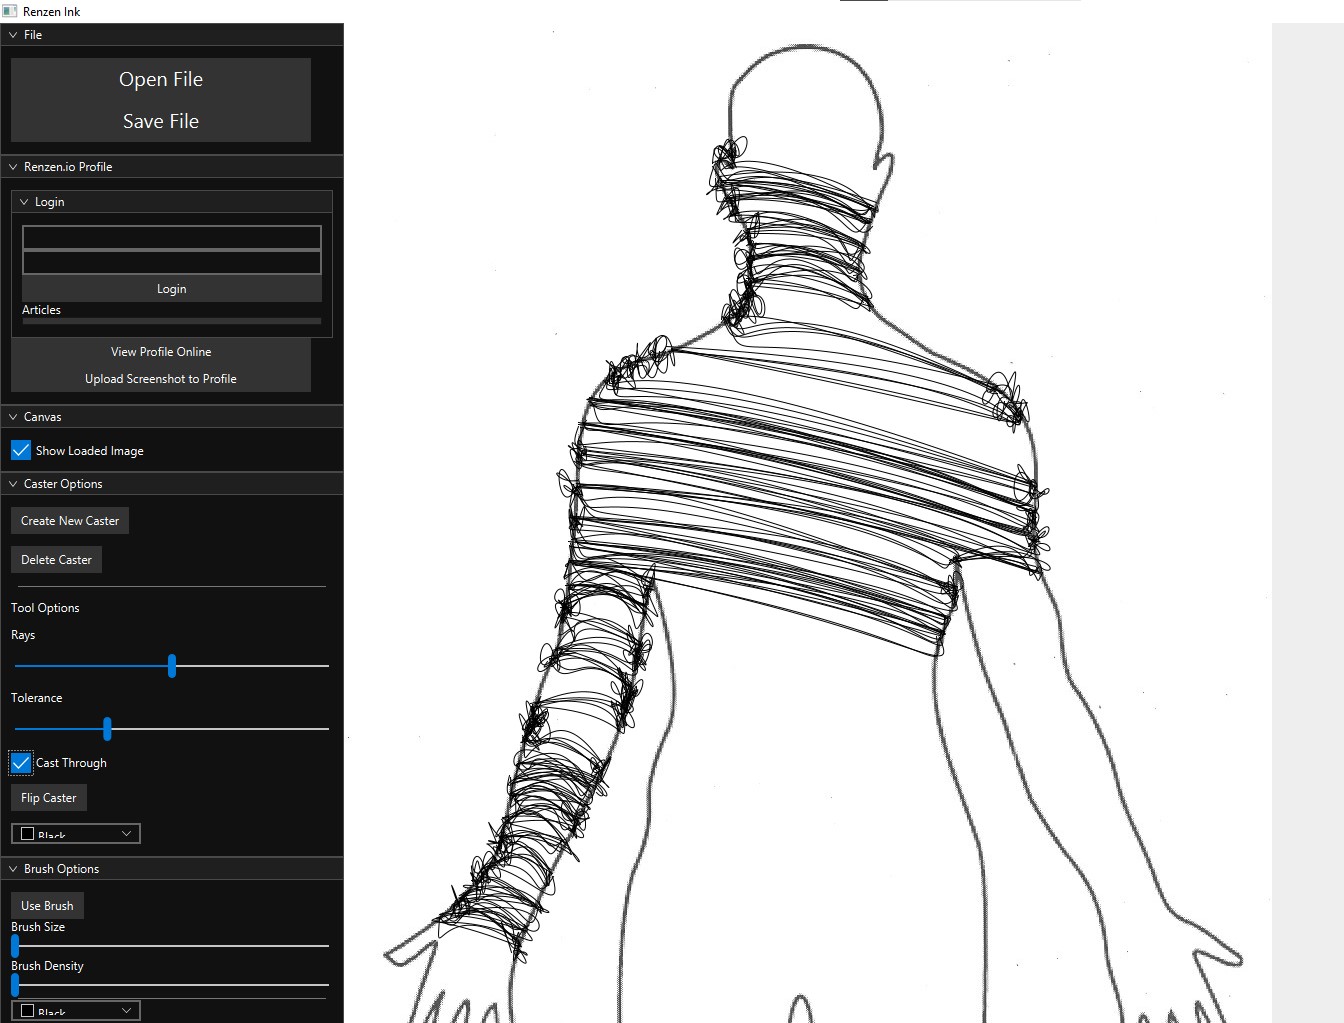 Renzen Ink
File
Open File
Save File
Renzen.io Profile
Login
Login
Articles
View Profile Online
Upload Screenshot to Profile
Canvas
Show Loaded Image
Caster Options
Create New Caster
Delete Caster
Tool Options
Rays
Tolerance
Cast Through
Flip Caster
Black
Brush Options
Use Brush
Brush Size
Brush Density
Black